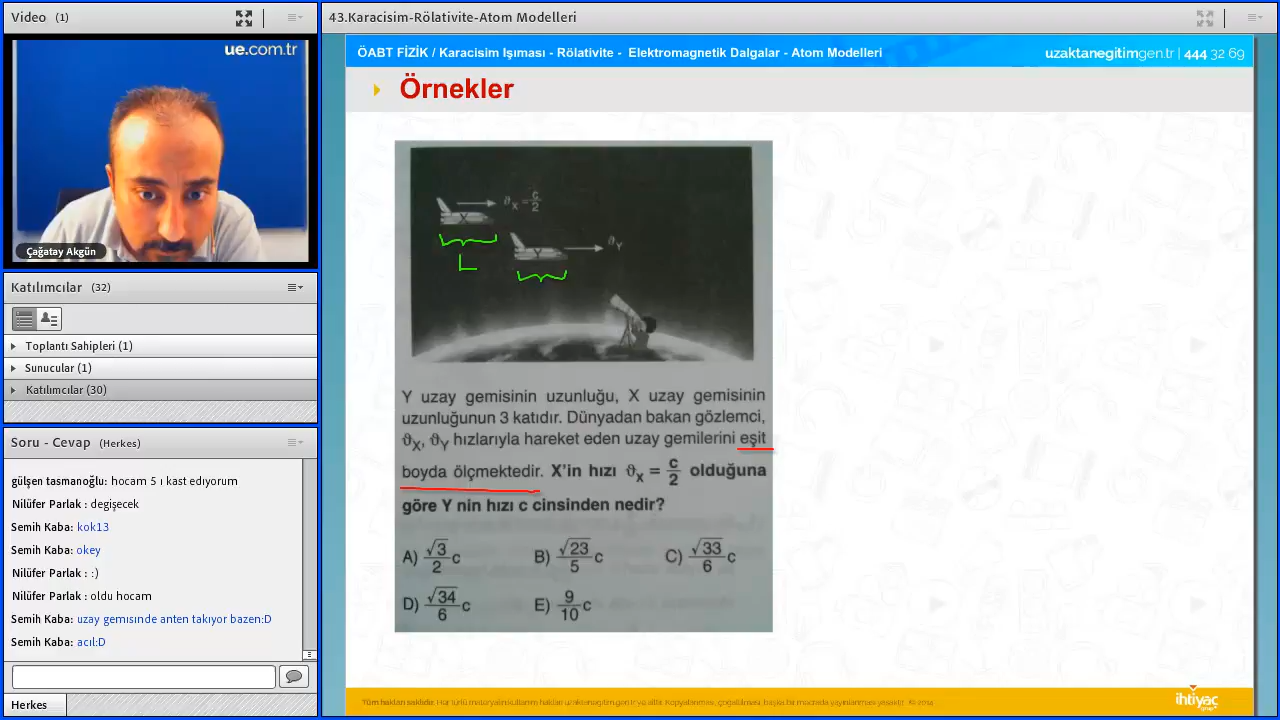 Video (1)
ue.com.tr
Çağatay Akgün
Katılımcılar (32)
Toplantı Sahipleri (1)
Sunucular (1)
Katılımcılar (30)
Soru - Cevap (Herkes)
gülşen tasmanoğlu: hocam 5 ı kast edıyorum
Nilüfer Parlak : degişecek
Semih Kaba: kok13
Semih Kaba: okey
Nilüfer Parlak : :)
Nilüfer Parlak : oldu hocam
Semih Kaba: uzay gemısınde anten takıyor bazen:D
Semih Kaba: acıl:D
Herkes
43.Karacisim-Rölativite-Atom Modelleri
ÖABT FİZİK / Karacisim Işıması - Rölativite - Elektromagnetik Dalgalar - Atom Modelleri
uzaktanegitimgen.tr | 444 32 69
Örnekler
ϑX = c/2
X
L
ϑY
Y
Y uzay gemisinin uzunluğu, X uzay gemisinin
uzunluğunun 3 katıdır. Dünyadan bakan gözlemci,
ϑX, ϑY hızlarıyla hareket eden uzay gemilerini eşit
boyda ölçmektedir. X'in hızı ϑX = c/2 olduğuna
göre Y nin hızı c cinsinden nedir?
A) √3/2 c B) √23/5 c C) √33/6 c
D) √34/6 c E) 9/10 c
ihtiyaç